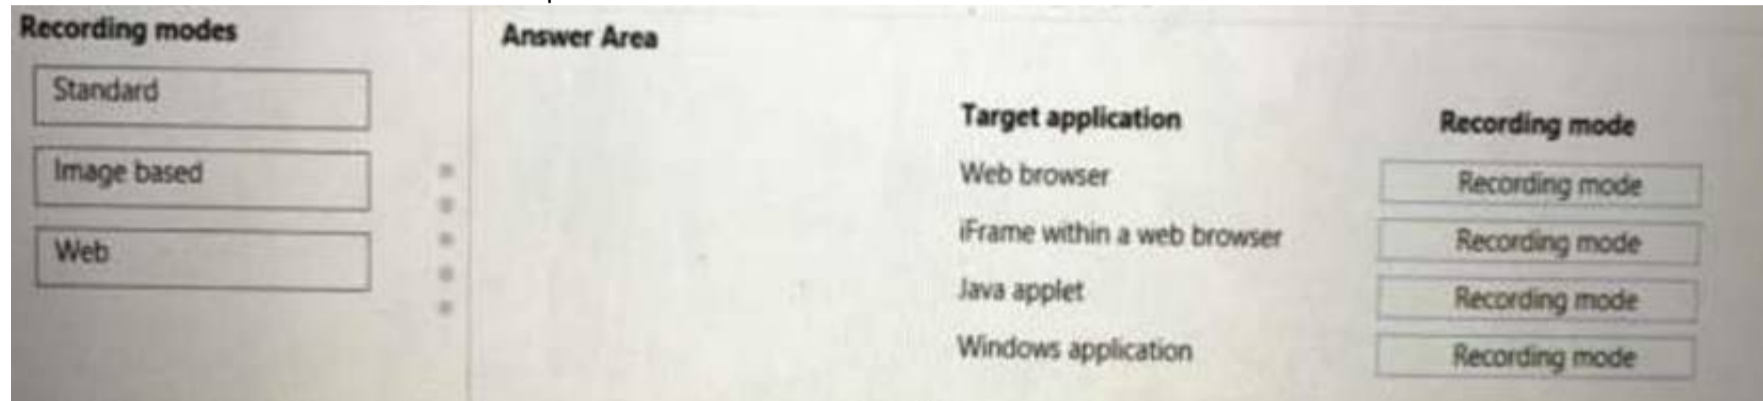 Recording modes
Standard
Image based
Web
Answer Area
Target application Recording mode
Web browser Recording mode
iFrame within a web browser Recording mode
Java applet Recording mode
Windows application Recording mode